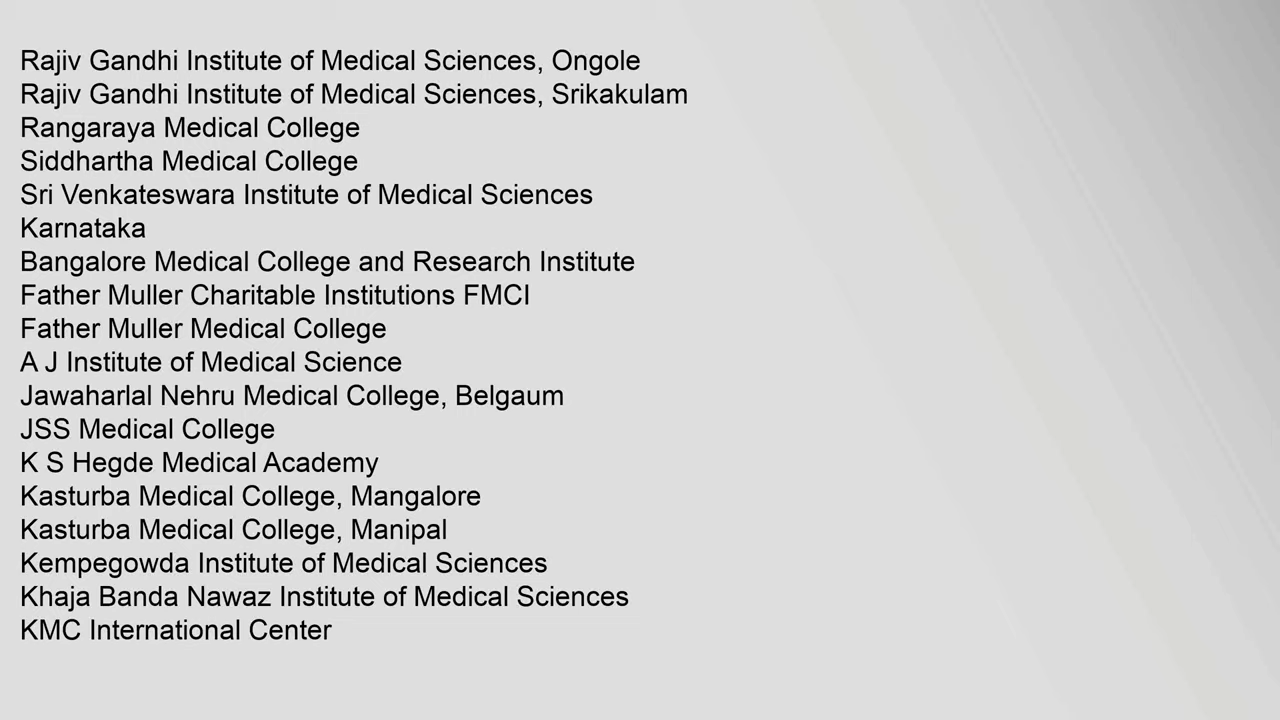 Rajiv Gandhi Institute of Medical Sciences, Ongole
Rajiv Gandhi Institute of Medical Sciences, Srikakulam
Rangaraya Medical College
Siddhartha Medical College
Sri Venkateswara Institute of Medical Sciences
Karnataka
Bangalore Medical College and Research Institute
Father Muller Charitable Institutions FMCI
Father Muller Medical College
A J Institute of Medical Science
Jawaharlal Nehru Medical College, Belgaum
JSS Medical College
K S Hegde Medical Academy
Kasturba Medical College, Mangalore
Kasturba Medical College, Manipal
Kempegowda Institute of Medical Sciences
Khaja Banda Nawaz Institute of Medical Sciences
KMC International Center